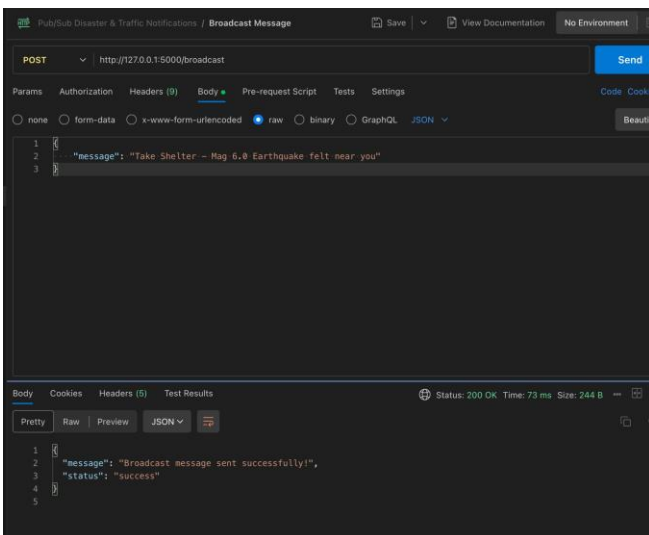 Pub/Sub Disaster & Traffic Notifications / Broadcast Message Save View Documentation No Environment
POST http://127.0.0.1:5000/broadcast Send
Params Authorization Headers (9) Body Pre-request Script Tests Settings Code Cook
none form-data x-www-form-urlencoded raw binary GraphQL JSON Beauti
1 {
2 "message": "Take Shelter - Mag 6.0 Earthquake felt near you"
3 }
Body Cookies Headers (5) Test Results Status: 200 OK Time: 73 ms Size: 244 B
Pretty Raw Preview JSON
1 {
2 "message": "Broadcast message sent successfully!",
3 "status": "success"
4 }
5